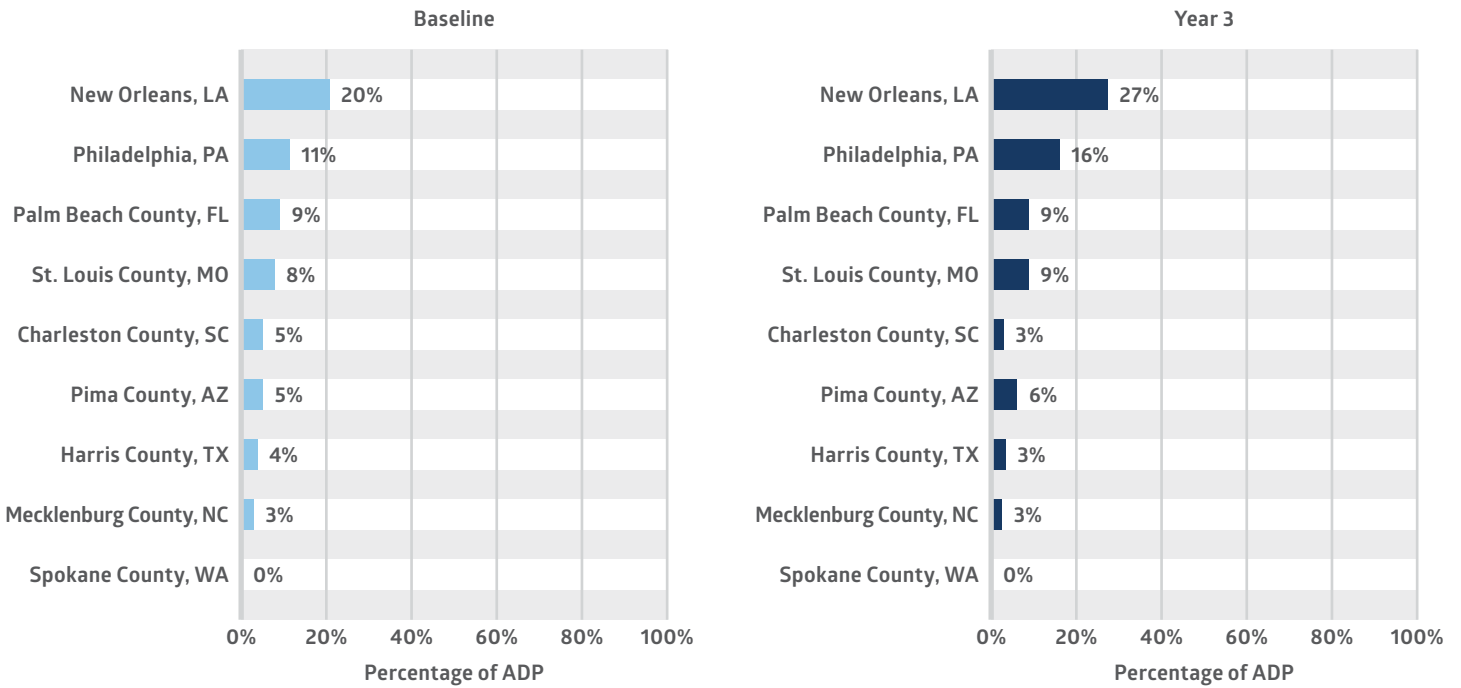 Baseline
New Orleans, LA 20%
Philadelphia, PA 11%
Palm Beach County, FL 9%
St. Louis County, MO 8%
Charleston County, SC 5%
Pima County, AZ 5%
Harris County, TX 4%
Mecklenburg County, NC 3%
Spokane County, WA 0%
0% 20% 40% 60% 80% 100%
Percentage of ADP
Year 3
New Orleans, LA 27%
Philadelphia, PA 16%
Palm Beach County, FL 9%
St. Louis County, MO 9%
Charleston County, SC 3%
Pima County, AZ 6%
Harris County, TX 3%
Mecklenburg County, NC 3%
Spokane County, WA 0%
0% 20% 40% 60% 80% 100%
Percentage of ADP